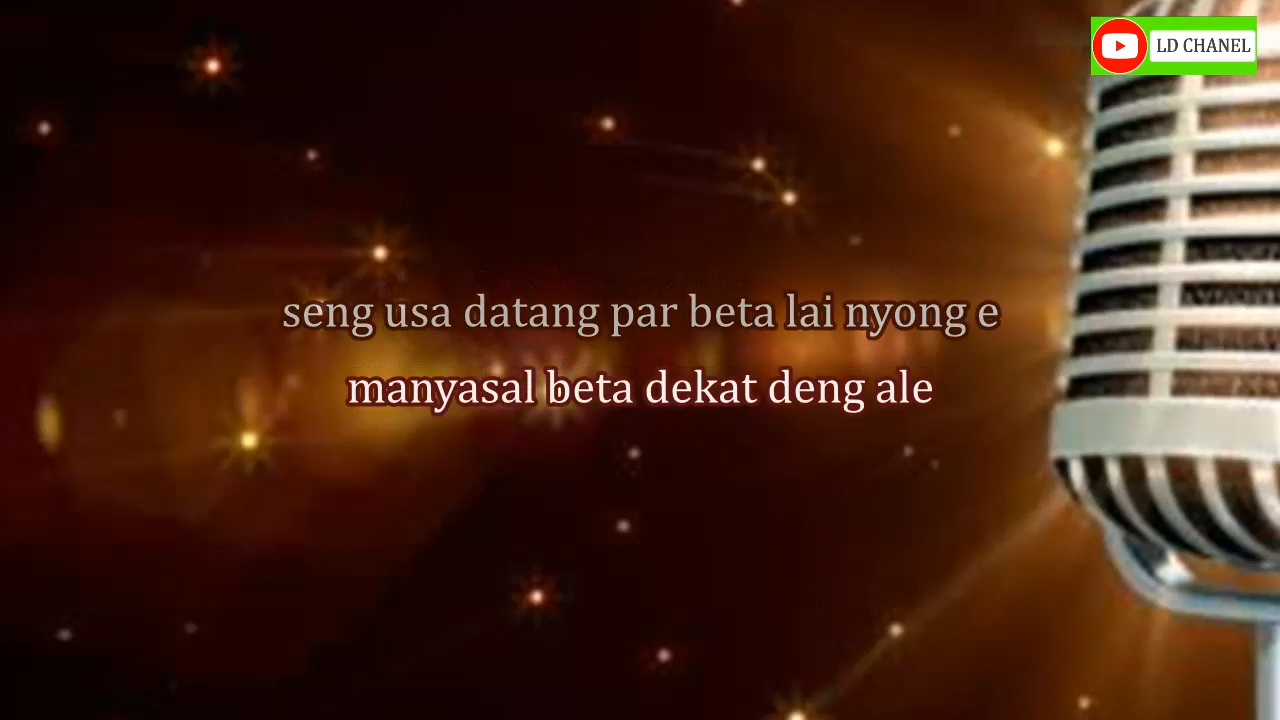 LD CHANEL
seng usa datang par beta lai nyong e
manyasal beta dekat deng ale